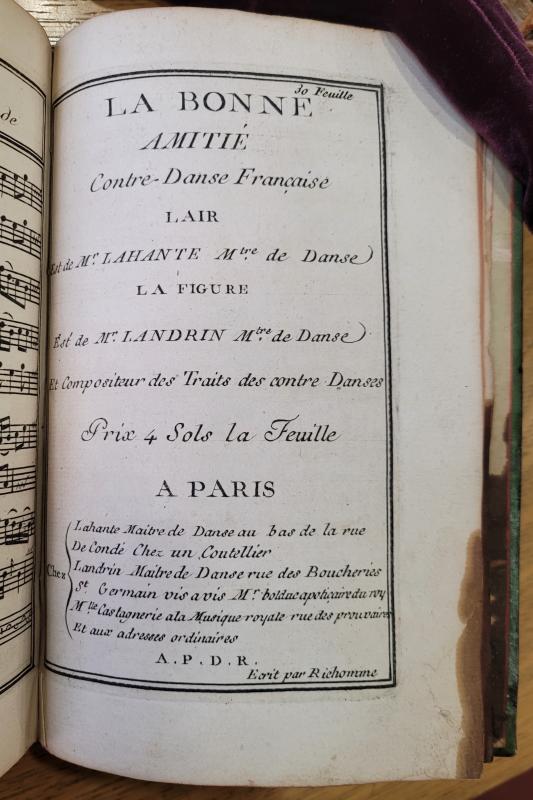 de
30 Feuille
LA BONNE
AMITIÉ
Contre-Danse Française
LAIR
Est de Mr. LAHANTE Mtre de Danse
LA FIGURE
Est de Mr LANDRIN Mtre de Danse
Et Compositeur des Traits des contre Danses
Prix 4 Sols la Feuille
A PARIS
Chez
Lahante Maitre de Danse au bas de la rue
De Condé Chez un Coutellier
Landrin Maitre de Danse rue des Boucheries
St Germain vis a vis Mr. bolduc apoticaire du roy
Mlle Castagnerie a la Musique royale rue des prouvaires
Et aux adresses ordinaires
A.P.D.R.
Ecrit par Richomme